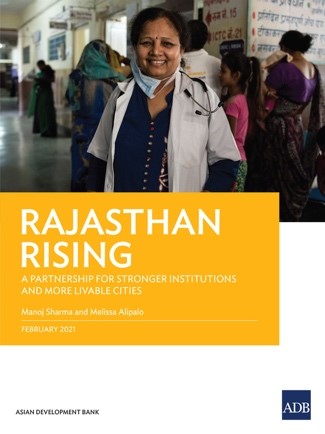 RAJASTHAN
RISING
A PARTNERSHIP FOR STRONGER INSTITUTIONS
AND MORE LIVABLE CITIES
Manoj Sharma and Melissa Alipalo
FEBRUARY 2021
ASIAN DEVELOPMENT BANK
ADB